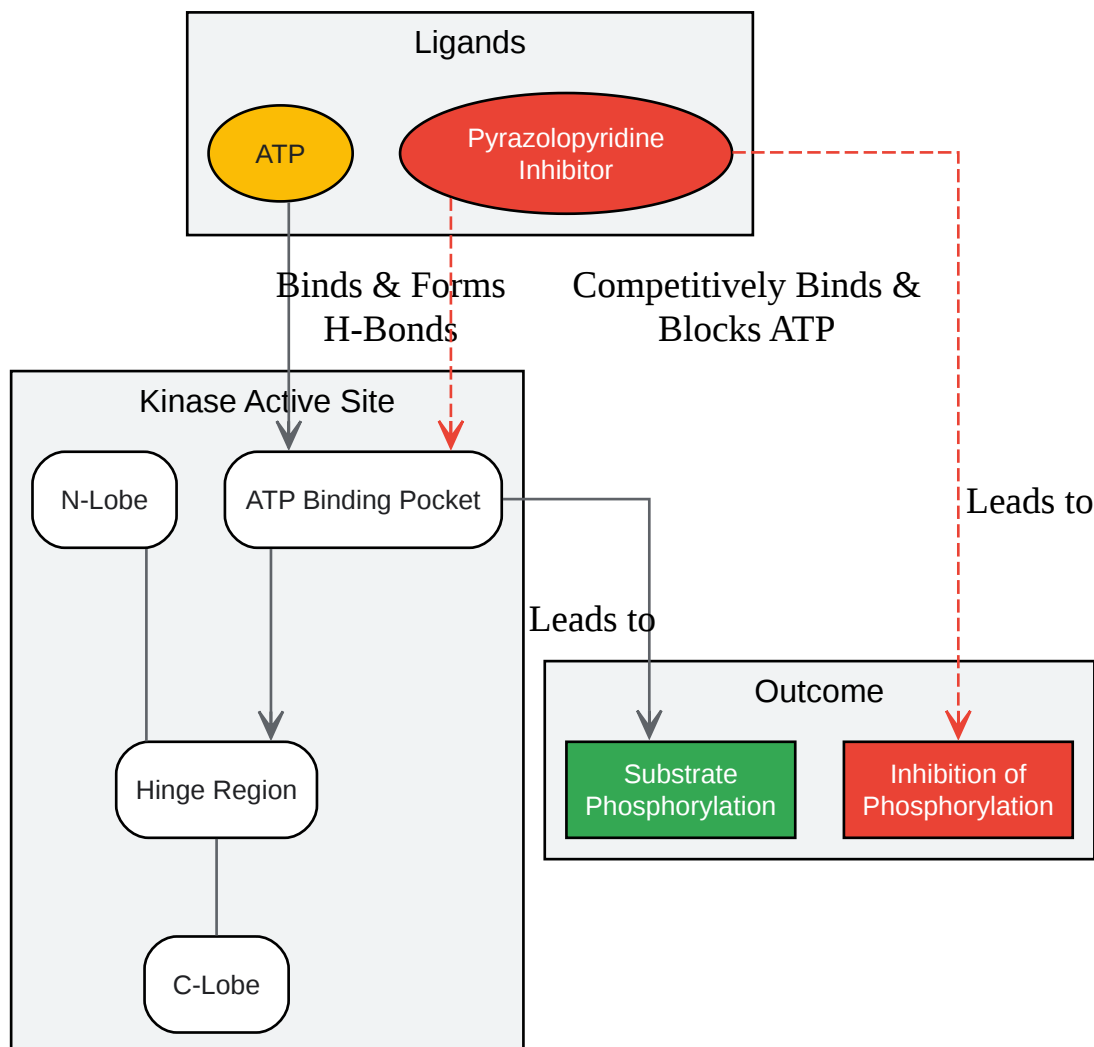 Ligands
ATP
Pyrazolopyridine
Inhibitor
Binds & Forms
H-Bonds
Competitively Binds &
Blocks ATP
Kinase Active Site
N-Lobe
ATP Binding Pocket
Leads to
Leads to
Outcome
Hinge Region
Substrate
Phosphorylation
Inhibition of
Phosphorylation
C-Lobe